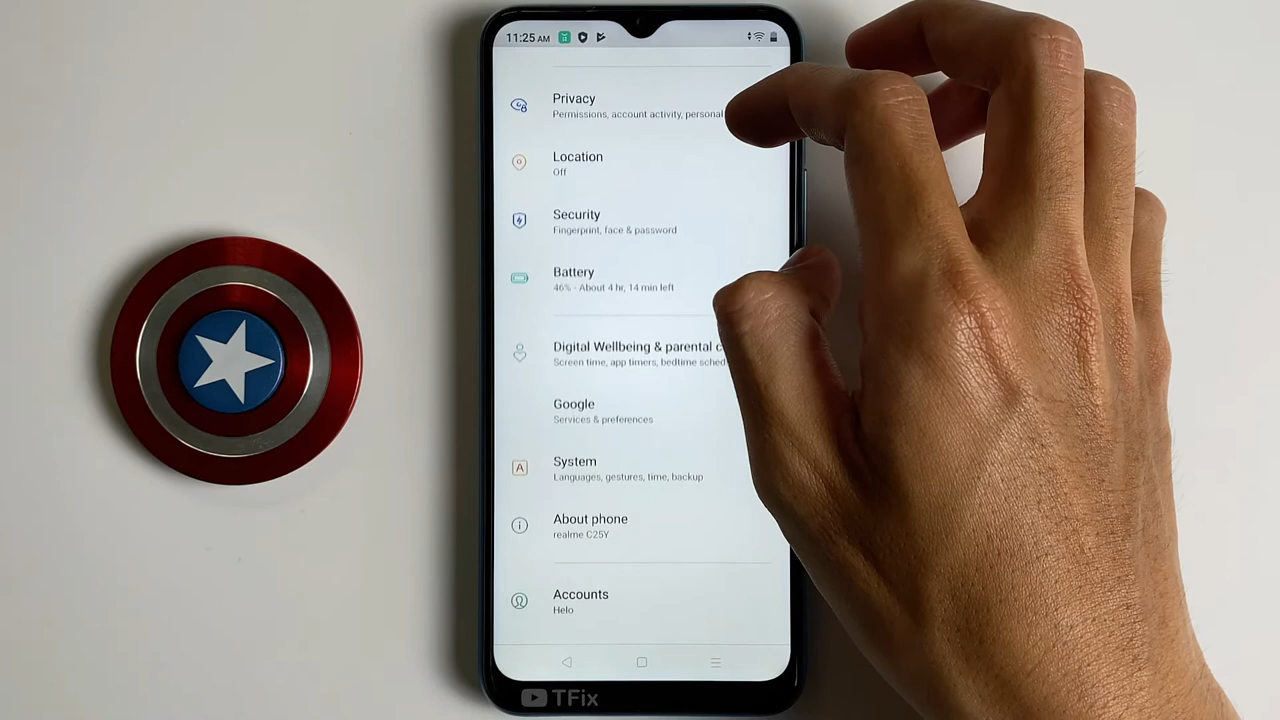 11:25 AM
Privacy
Permissions, account activity, personal
Location
Off
Security
Fingerprint, face & password
Battery
46% - About 4 hr, 14 min left
Digital Wellbeing & parental c
Screen time, app timers, bedtime sched
Google
Services & preferences
System
Languages, gestures, time, backup
About phone
realme C25Y
Accounts
Helo
TFix